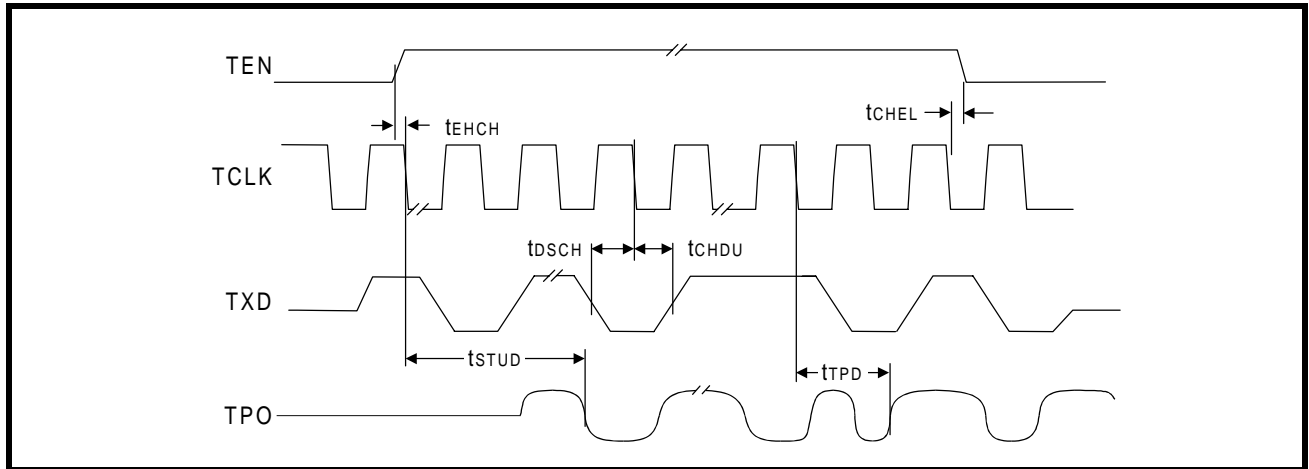 TEN
tCHEL
tEHCH
TCLK
tDSCH
tCHDU
TXD
tSTUD
tTPD
TPO